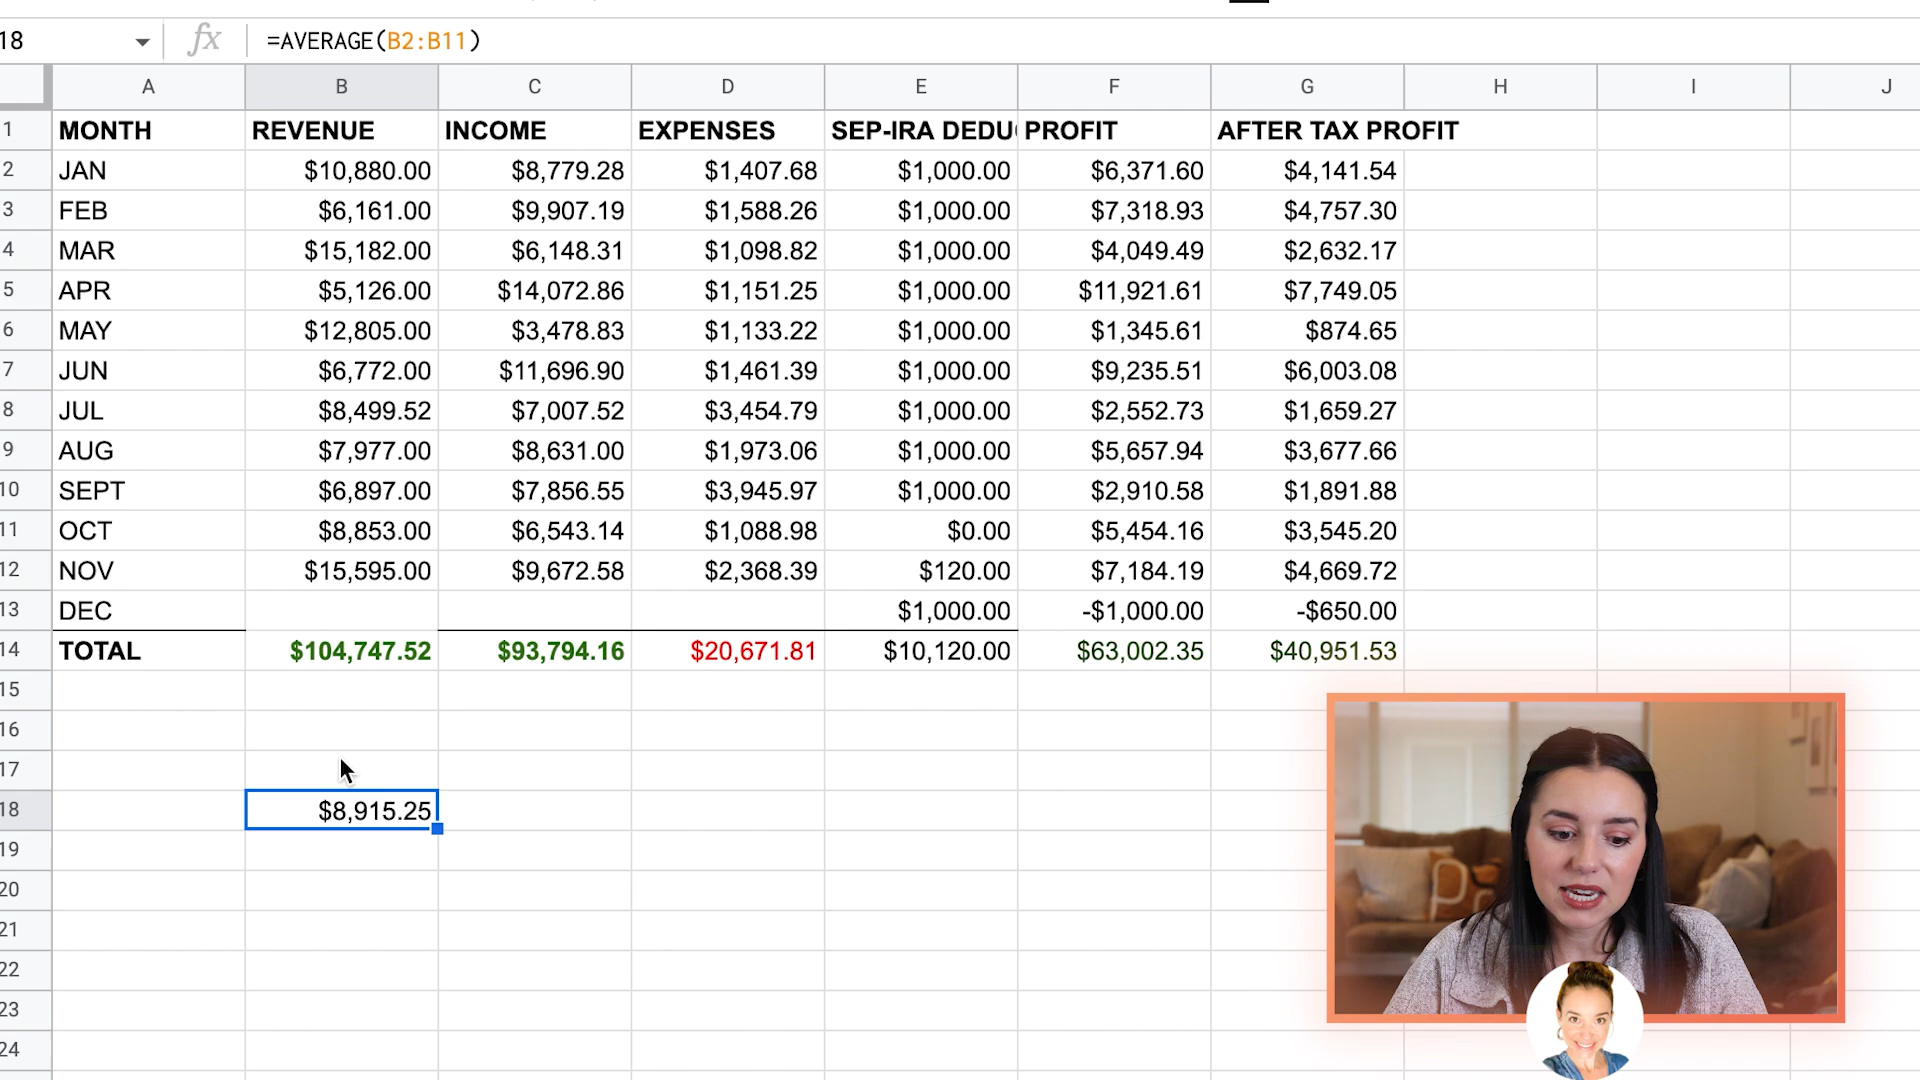 18 fx =AVERAGE(B2:B11)
A B C D E F G H I J
1 MONTH REVENUE INCOME EXPENSES SEP-IRA DEDU PROFIT AFTER TAX PROFIT
2 JAN $10,880.00 $8,779.28 $1,407.68 $1,000.00 $6,371.60 $4,141.54
3 FEB $6,161.00 $9,907.19 $1,588.26 $1,000.00 $7,318.93 $4,757.30
4 MAR $15,182.00 $6,148.31 $1,098.82 $1,000.00 $4,049.49 $2,632.17
5 APR $5,126.00 $14,072.86 $1,151.25 $1,000.00 $11,921.61 $7,749.05
6 MAY $12,805.00 $3,478.83 $1,133.22 $1,000.00 $1,345.61 $874.65
7 JUN $6,772.00 $11,696.90 $1,461.39 $1,000.00 $9,235.51 $6,003.08
8 JUL $8,499.52 $7,007.52 $3,454.79 $1,000.00 $2,552.73 $1,659.27
9 AUG $7,977.00 $8,631.00 $1,973.06 $1,000.00 $5,657.94 $3,677.66
10 SEPT $6,897.00 $7,856.55 $3,945.97 $1,000.00 $2,910.58 $1,891.88
11 OCT $8,853.00 $6,543.14 $1,088.98 $0.00 $5,454.16 $3,545.20
12 NOV $15,595.00 $9,672.58 $2,368.39 $120.00 $7,184.19 $4,669.72
13 DEC $1,000.00 -$1,000.00 -$650.00
14 TOTAL $104,747.52 $93,794.16 $20,671.81 $10,120.00 $63,002.35 $40,951.53
15
16
17
18 $8,915.25
19
20
21
22
23
24